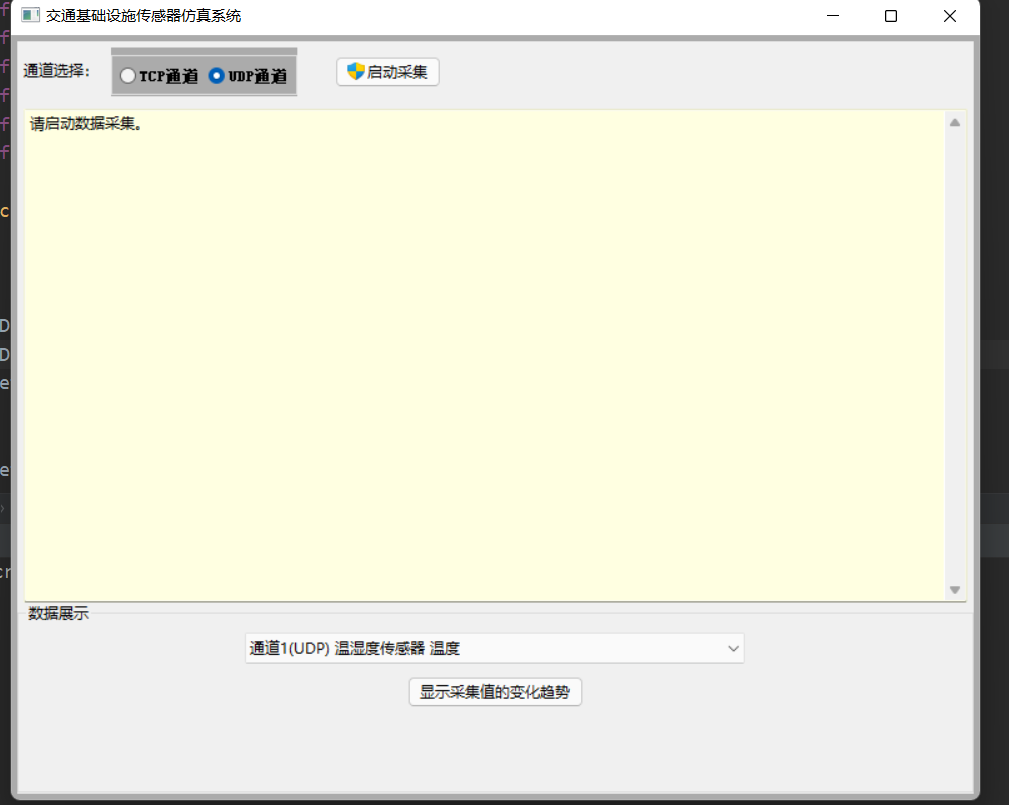 交通基础设施传感器仿真系统
通道选择： TCP通道 UDP通道 启动采集
请启动数据采集。
数据展示
通道1(UDP) 温湿度传感器 温度
显示采集值的变化趋势